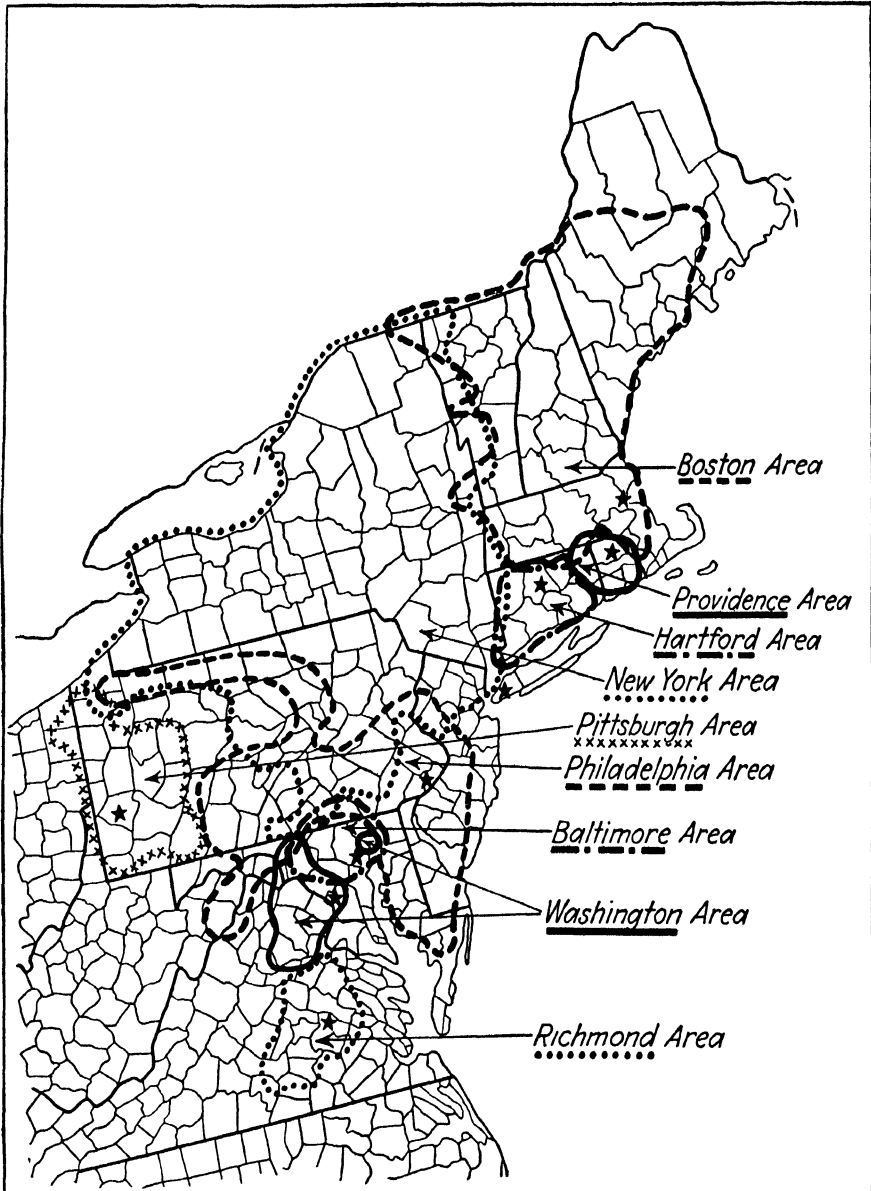 Boston Area
Providence Area
Hartford Area
New York Area
Pittsburgh Area
Philadelphia Area
Baltimore Area
Washington Area
Richmond Area